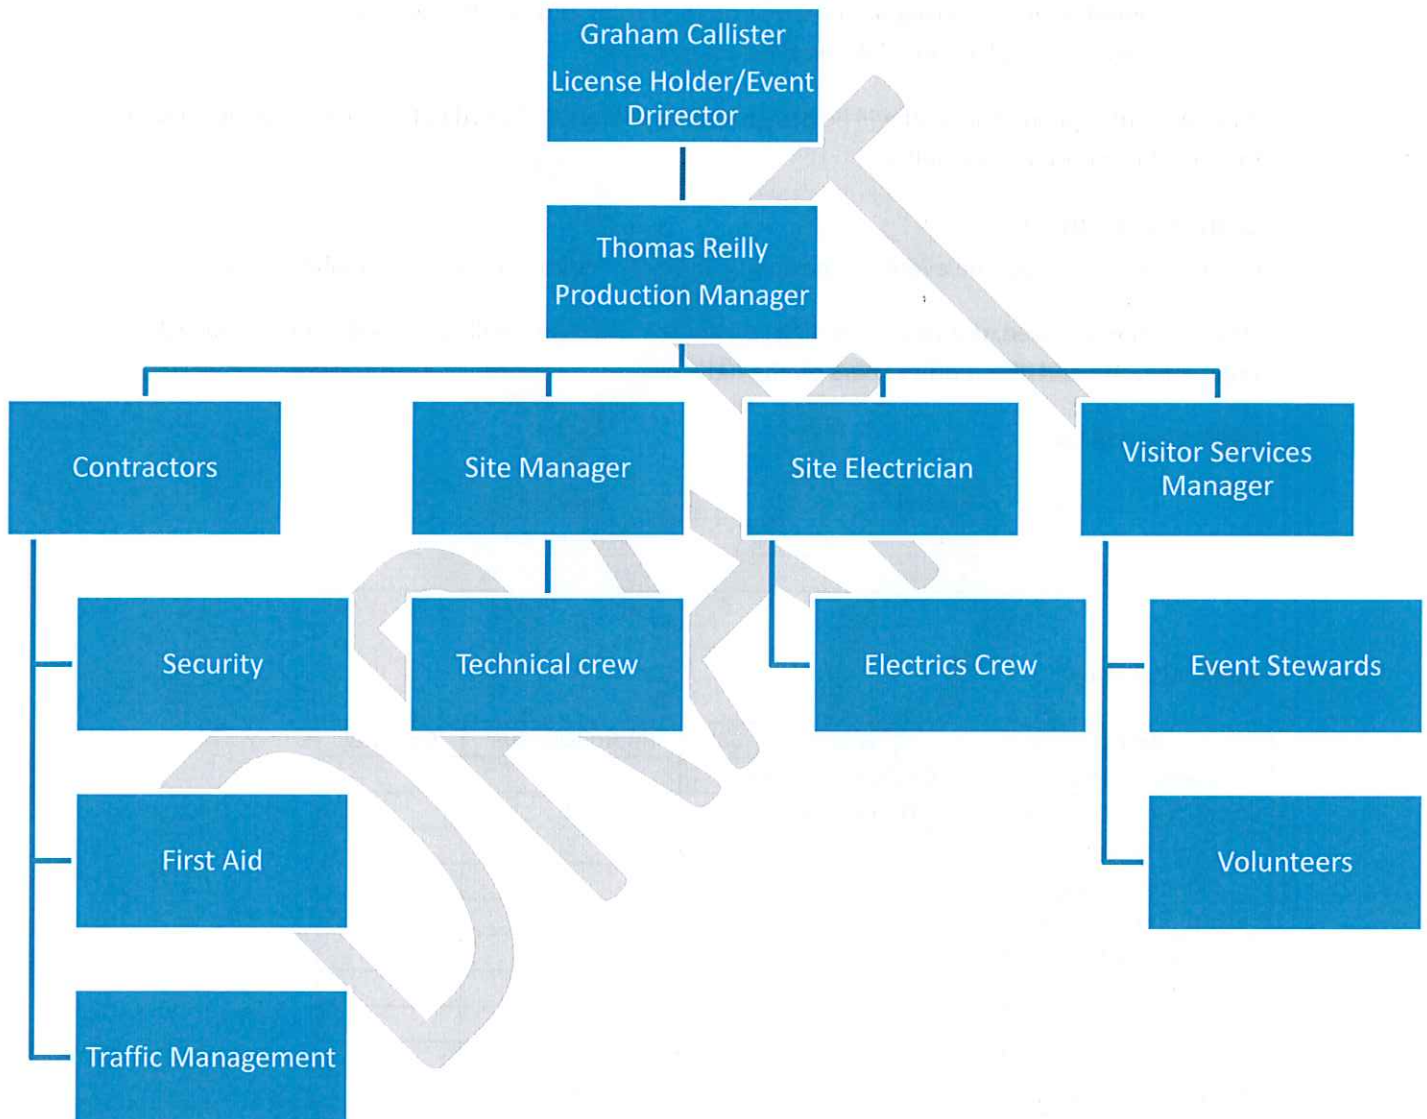 Graham Callister
License Holder/Event
Drirector
Thomas Reilly
Production Manager
Contractors
Site Manager
Site Electrician
Visitor Services
Manager
Security
Technical crew
Electrics Crew
Event Stewards
First Aid
Volunteers
Traffic Management
DRAFT